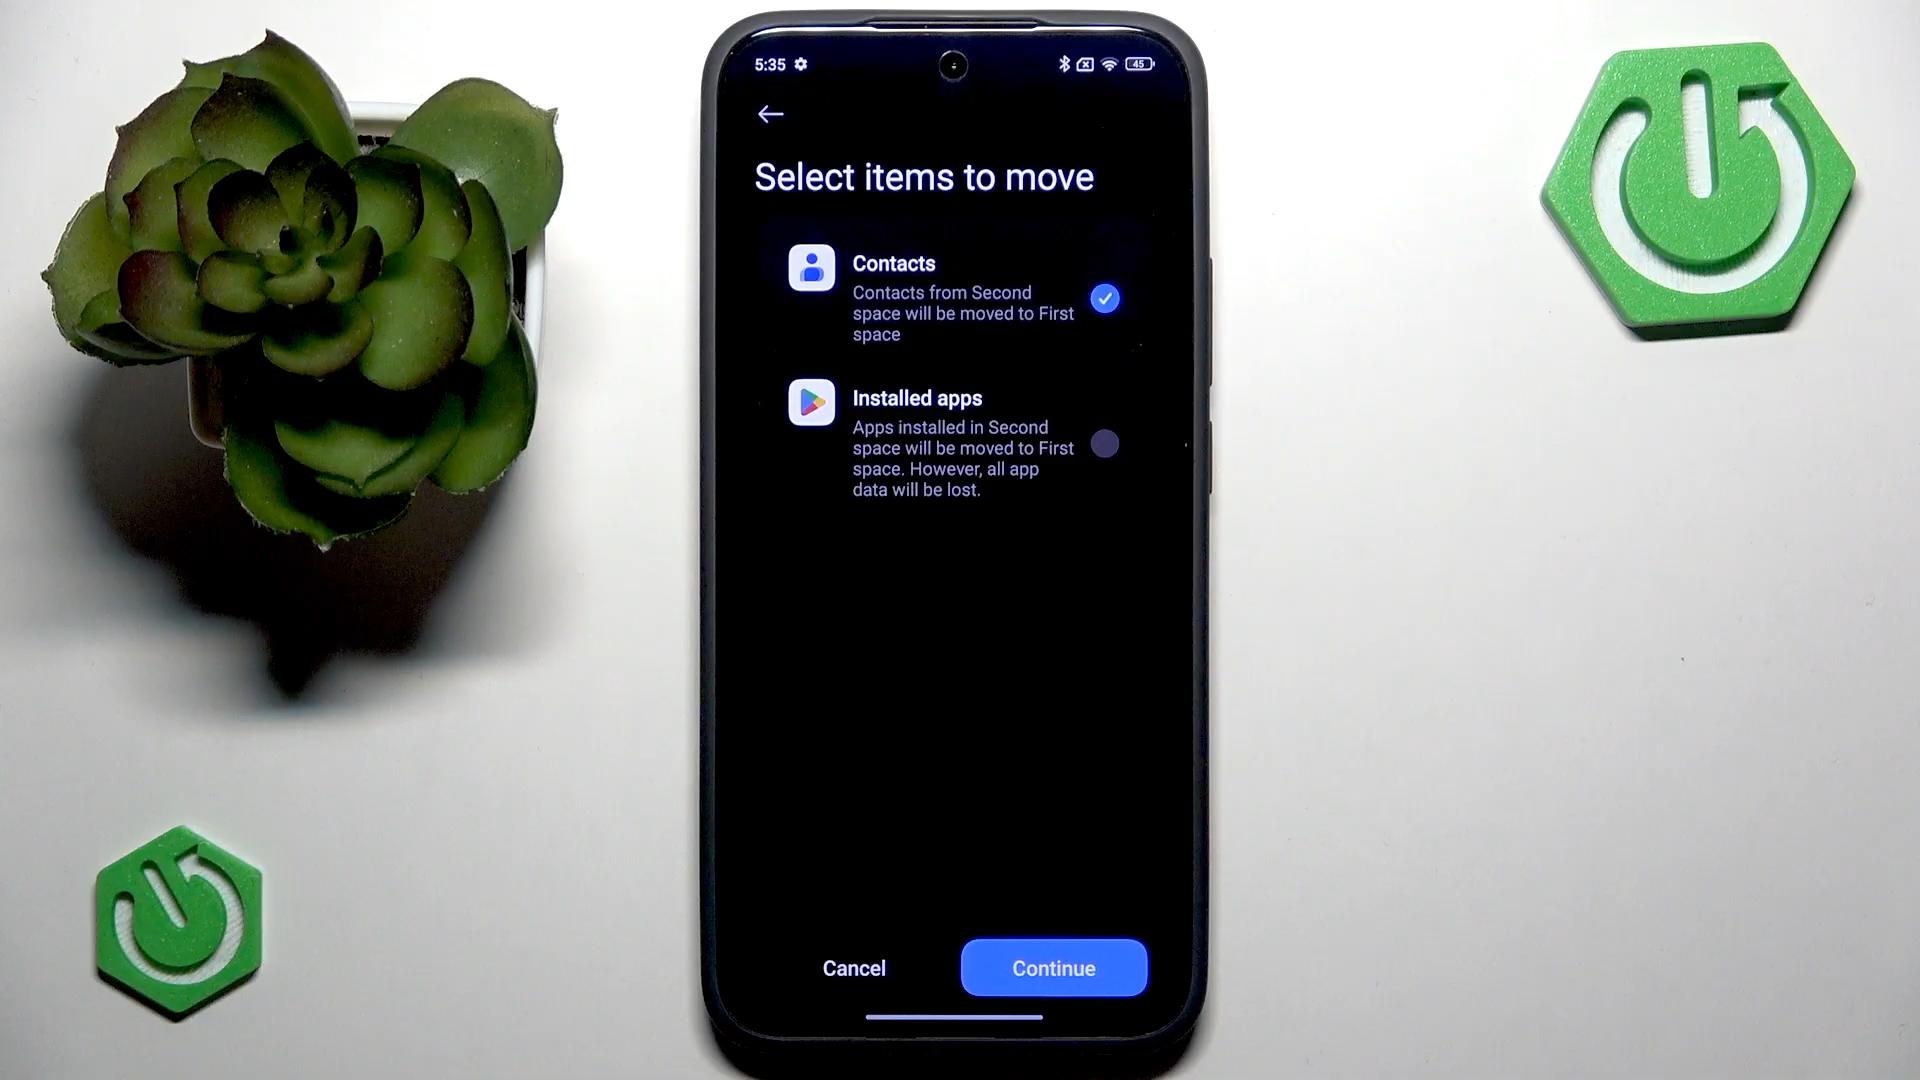 5:35
45
Select items to move
Contacts
Contacts from Second
space will be moved to First
space
Installed apps
Apps installed in Second
space will be moved to First
space. However, all app
data will be lost.
Cancel
Continue